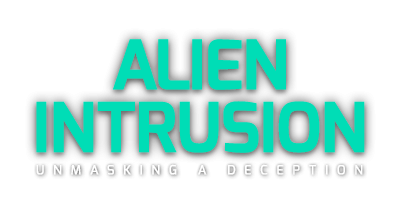 ALIEN
INTRUSION
UNMASKING A DECEPTION